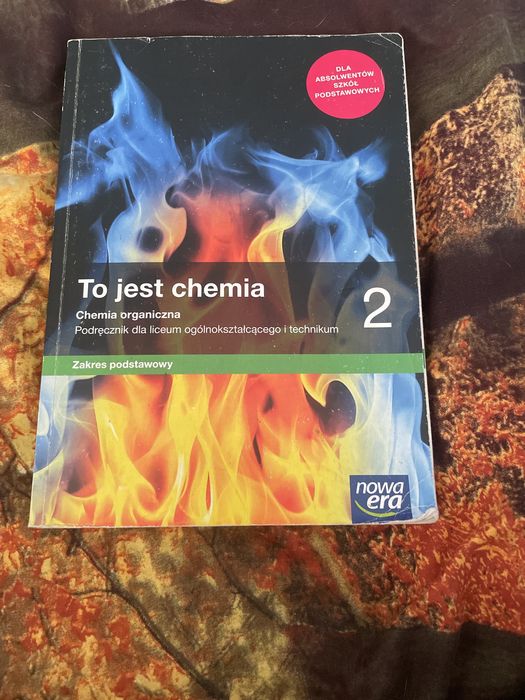 DLA
ABSOLWENTÓW
SZKÓŁ
PODSTAWOWYCH
To jest chemia
2
Chemia organiczna
Podręcznik dla liceum ogólnokształcącego i technikum
Zakres podstawowy
nowa
era